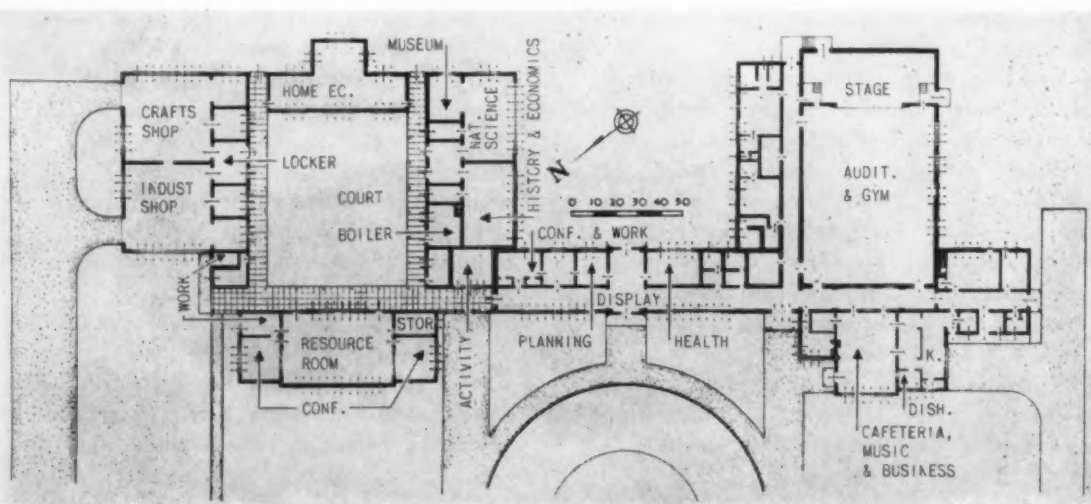 MUSEUM
HOME EC.
CRAFTS
SHOP
LOCKER
INDUST
SHOP
COURT
BOILER
NAT.
SCIENCE
HISTORY & ECONOMICS
N
0 10 20 30 40 50
CONF. & WORK
STAGE
AUDIT.
& GYM
WORK
DISPLAY
STOR
RESOURCE
ROOM
CONF.
ACTIVITY
PLANNING
HEALTH
K.
DISH.
CAFETERIA,
MUSIC
& BUSINESS